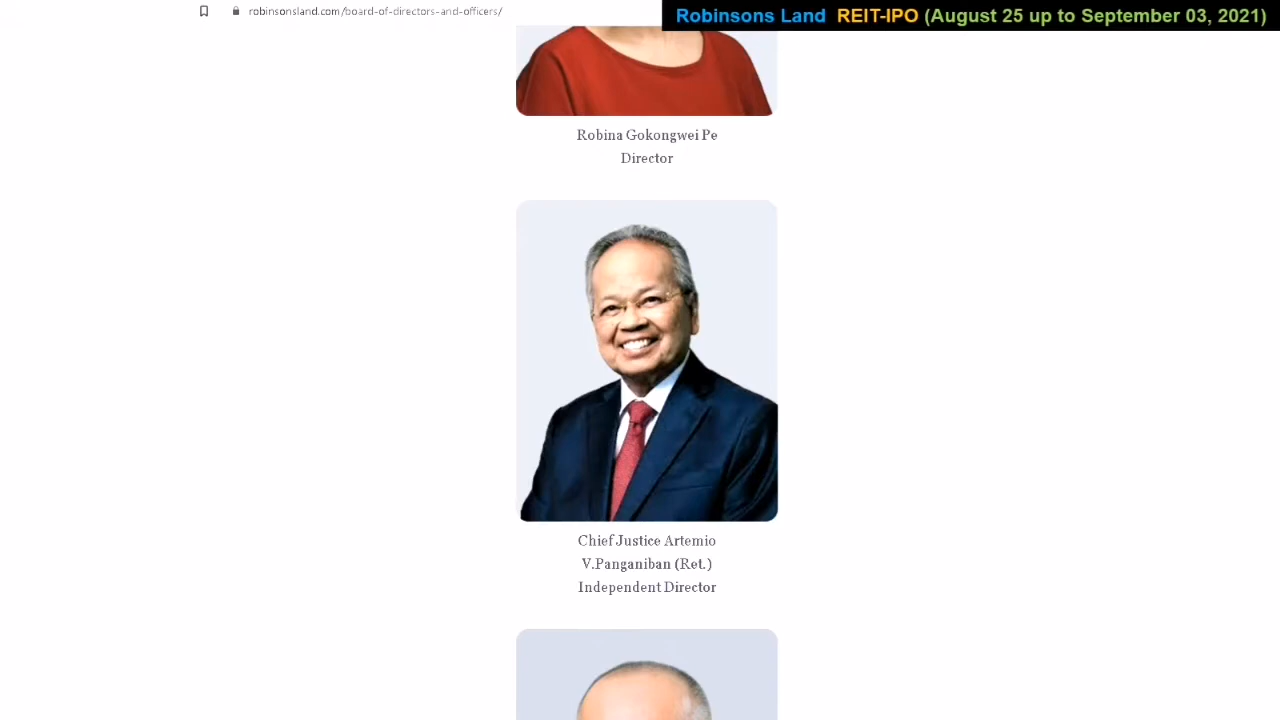 robinsonsland.com/board-of-directors-and-officers/
Robinsons Land REIT-IPO (August 25 up to September 03, 2021)
Robina Gokongwei Pe
Director
Chief Justice Artemio
V.Panganiban (Ret.)
Independent Director